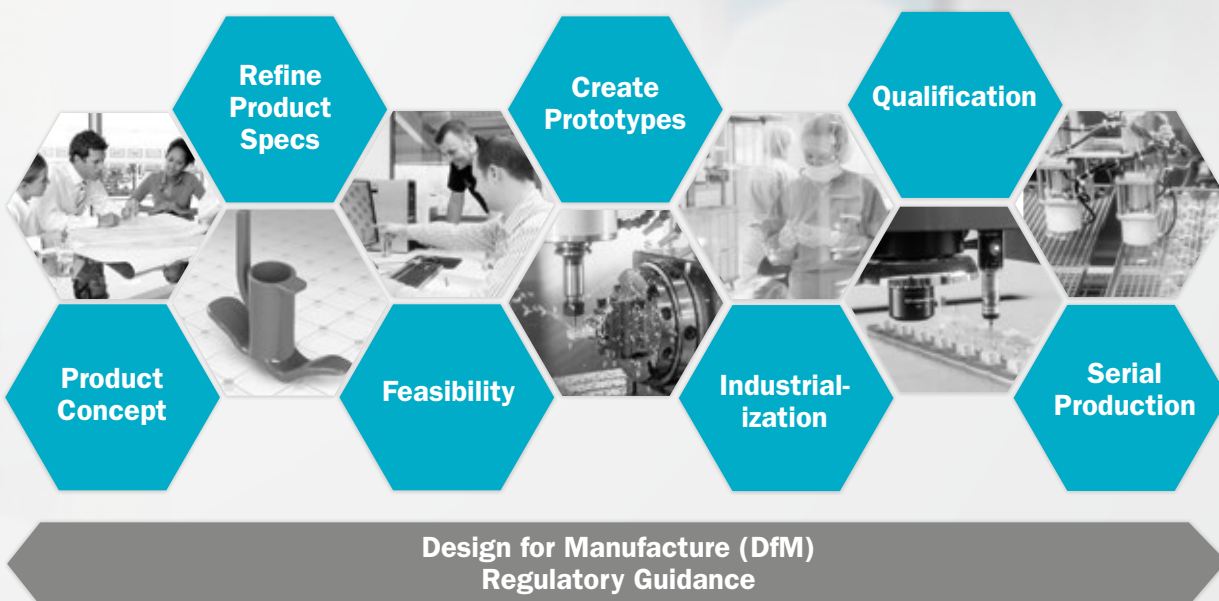 Refine
Product
Specs
Create
Prototypes
Qualification
Product
Concept
Feasibility
Industrial-
ization
Serial
Production
Design for Manufacture (DfM)
Regulatory Guidance